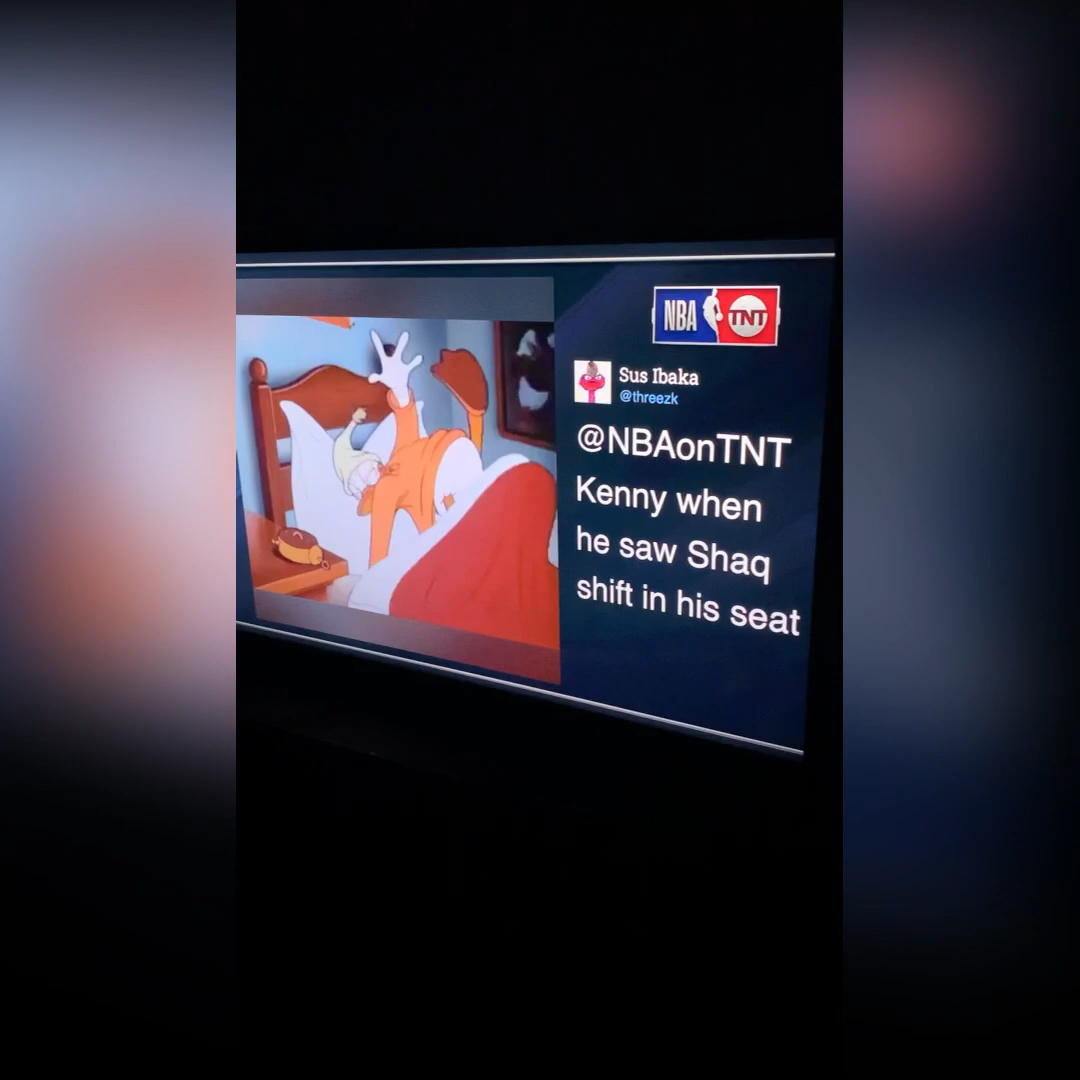 NBA TNT
Sus Ibaka
@threezk
@NBAonTNT
Kenny when
he saw Shaq
shift in his seat